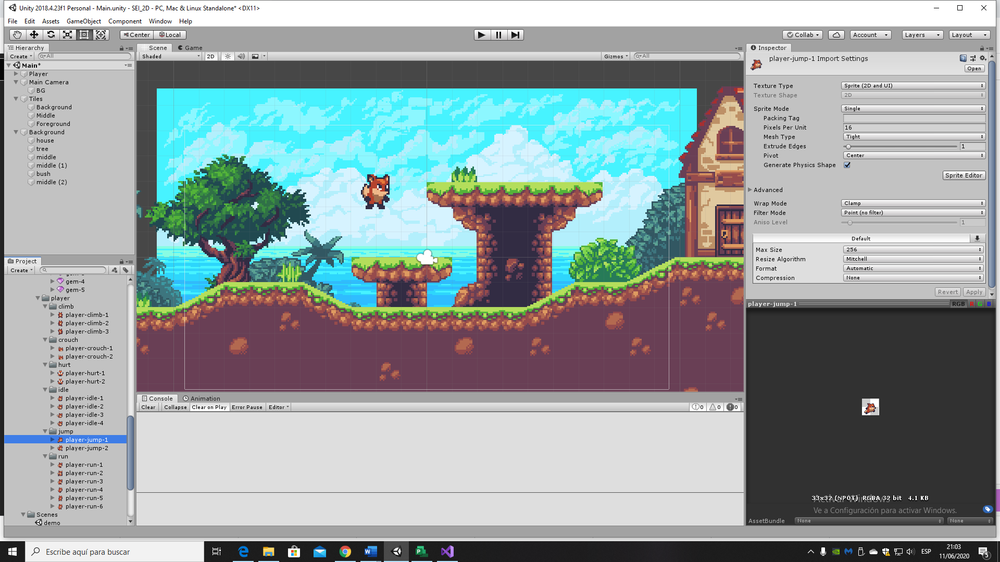 Unity 2018.4.23f1 Personal - Main.unity - SEI_2D - PC, Mac & Linux Standalone* <DX11>
File Edit Assets GameObject Component Window Help
Center Local Collab Account Layers Layout
Hierarchy
Create All
Main*
Player
Main Camera
BG
Tiles
Background
Middle
Foreground
Background
house
tree
middle
middle (1)
bush
middle (2)
Scene Game
Shaded 2D Gizmos All
Project
Create
gem-4
gem-5
player
climb
player-climb-1
player-climb-2
player-climb-3
crouch
player-crouch-1
player-crouch-2
hurt
player-hurt-1
player-hurt-2
idle
player-idle-1
player-idle-2
player-idle-3
player-idle-4
jump
player-jump-1
player-jump-2
run
player-run-1
player-run-2
player-run-3
player-run-4
player-run-5
player-run-6
Scenes
demo
Console Animation
Clear Collapse Clear on Play Error Pause Editor 0 0 0
Inspector
player-jump-1 Import Settings
Open
Texture Type Sprite (2D and UI)
Texture Shape 2D
Sprite Mode Single
Packing Tag
Pixels Per Unit 16
Mesh Type Tight
Extrude Edges 1
Pivot Center
Generate Physics Shape
Sprite Editor
Advanced
Wrap Mode Clamp
Filter Mode Point (no filter)
Aniso Level 1
Default
Max Size 256
Resize Algorithm Mitchell
Format Automatic
Compression None
Revert Apply
player-jump-1 RGB R G B
33x32 (NPOT) RGBA 32 bit 4.1 KB
Activar Windows
Ve a Configuración para activar Windows.
AssetBundle None None
Escribe aquí para buscar
ESP
21:03
11/06/2020
5